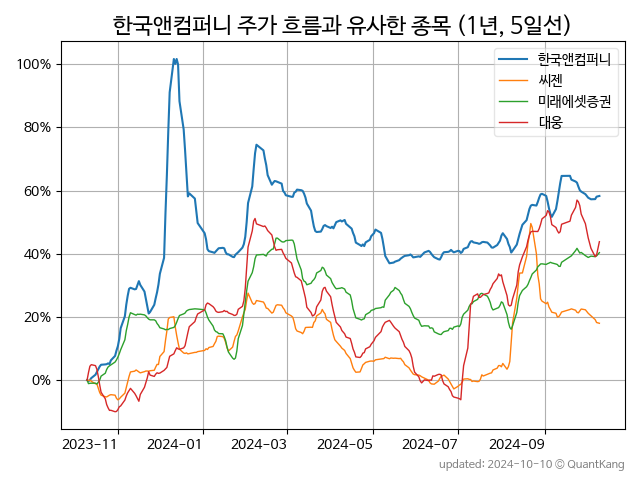 한국앤컴퍼니 주가 흐름과 유사한 종목 (1년, 5일선)
한국앤컴퍼니
씨젠
미래에셋증권
대웅
100%
80%
60%
40%
20%
0%
2023-11 2024-01 2024-03 2024-05 2024-07 2024-09
updated: 2024-10-10 © QuantKang